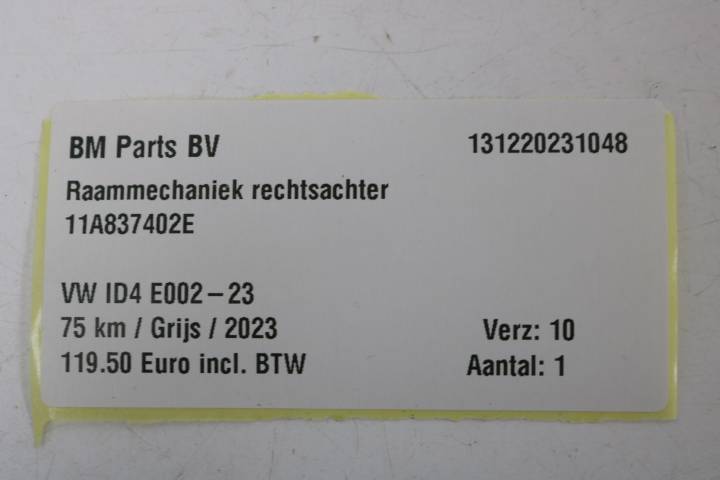 BM Parts BV 131220231048
Raammechaniek rechtsachter
11A837402E
VW ID4 E002-23
75 km / Grijs / 2023 Verz: 10
119.50 Euro incl. BTW Aantal: 1